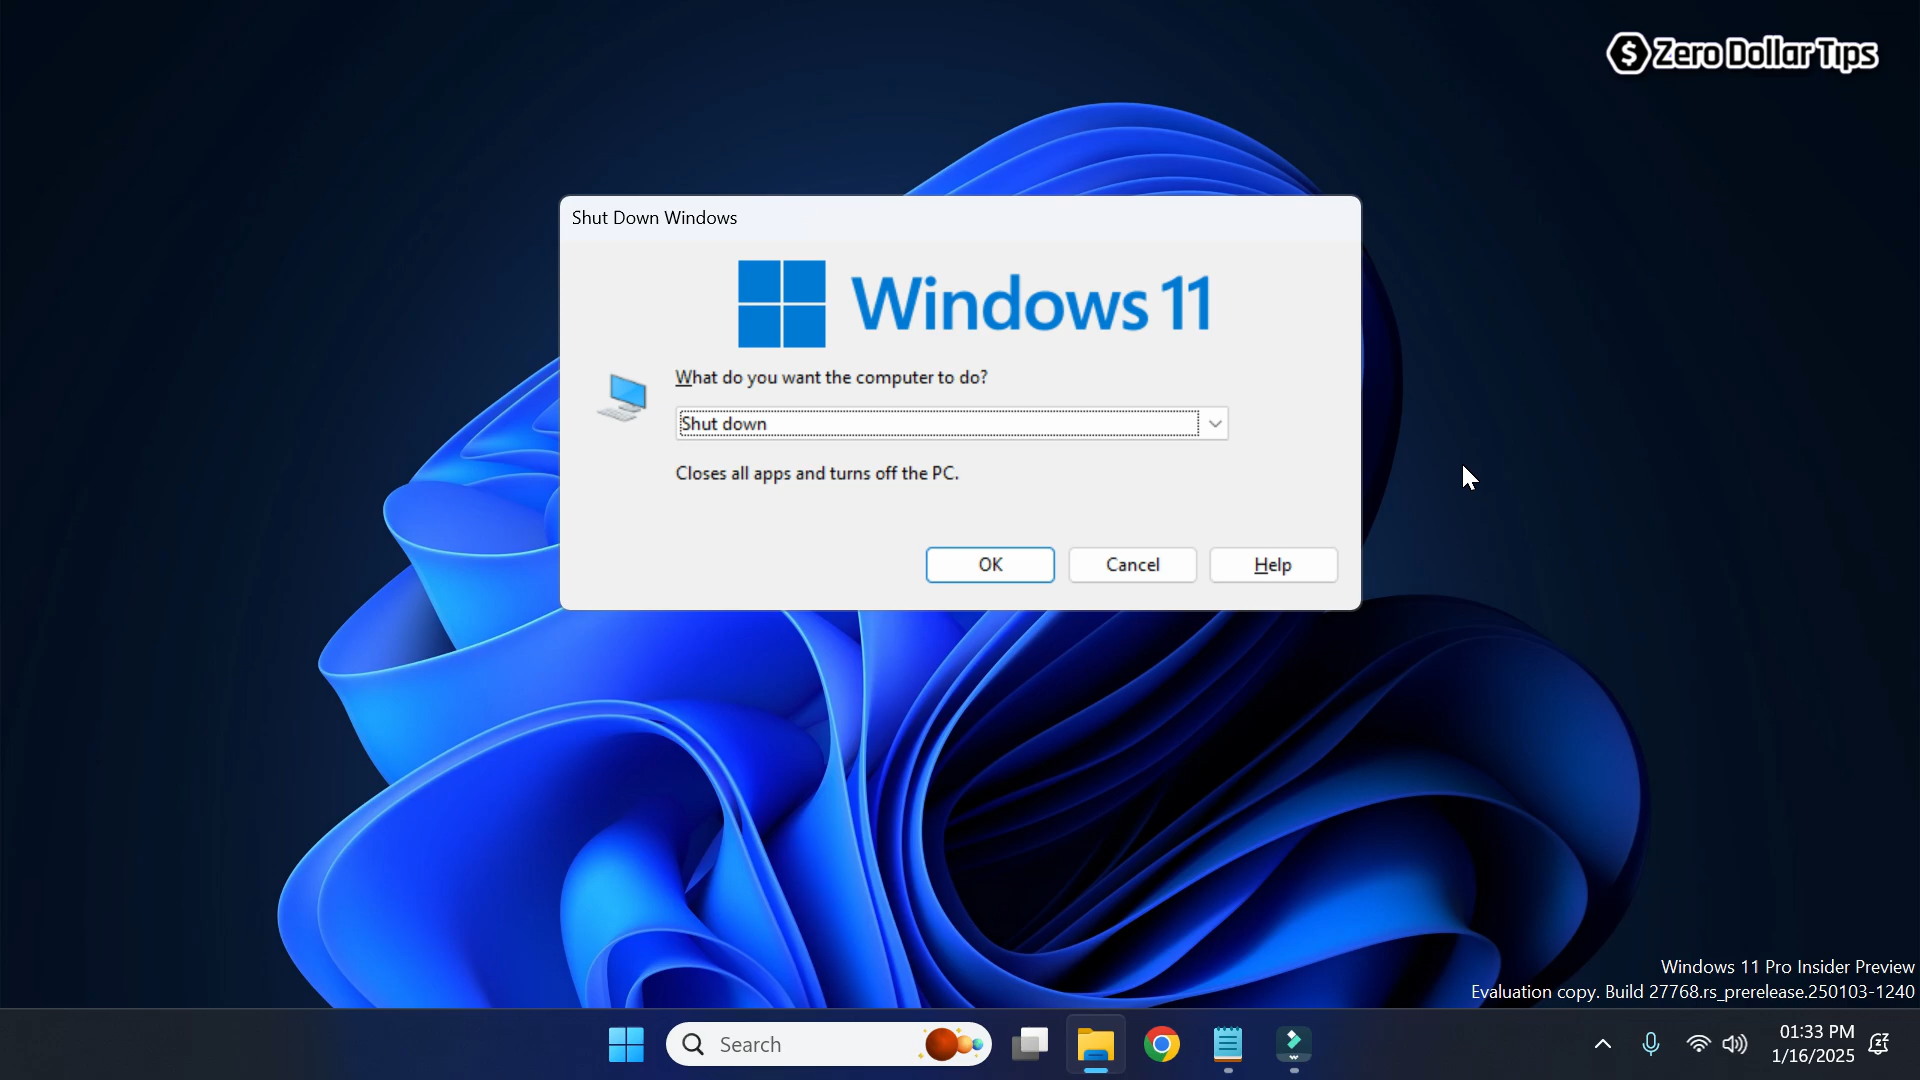 $ Zero Dollar Tips
Shut Down Windows
Windows 11
What do you want the computer to do?
Shut down
Closes all apps and turns off the PC.
OK Cancel Help
Windows 11 Pro Insider Preview
Evaluation copy. Build 27768.rs_prerelease.250103-1240
Search
01:33 PM
1/16/2025